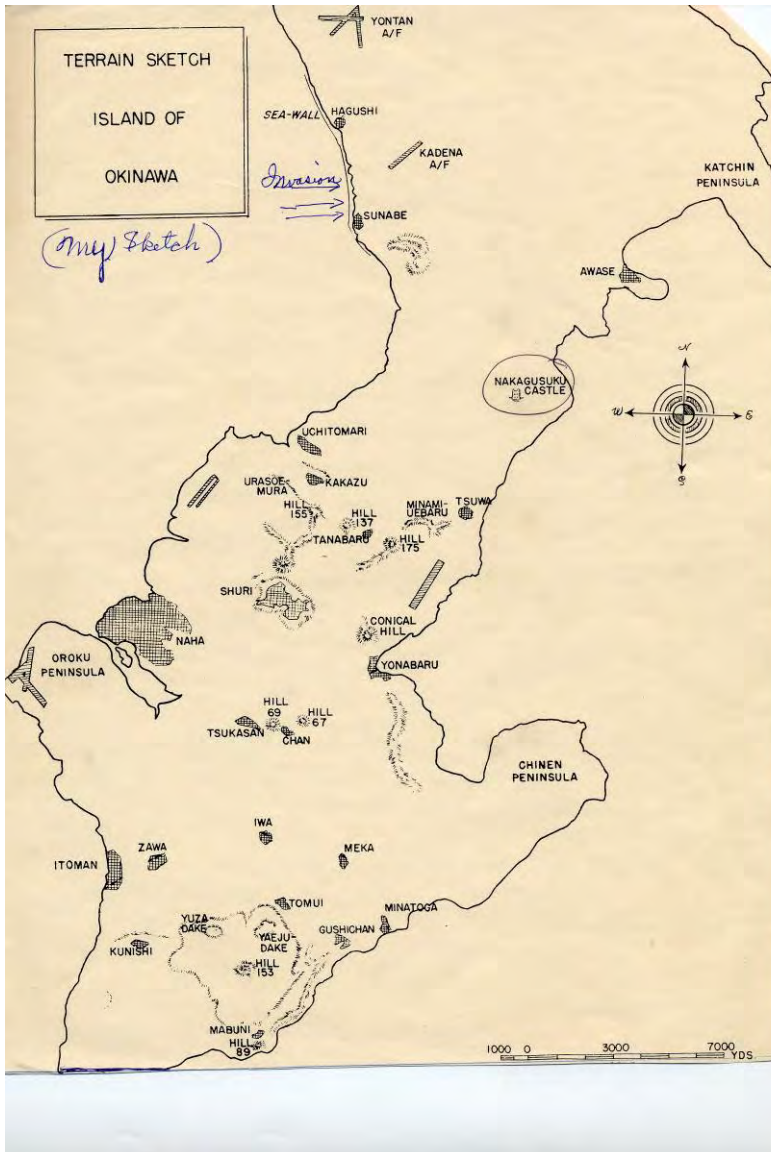 TERRAIN SKETCH
ISLAND OF
OKINAWA
(My Sketch)
YONTAN
A/F
SEA-WALL
HAGUSHI
KADENA
A/F
Invasion
SUNABE
KATCHIN
PENINSULA
AWASE
NAKAGUSUKU
CASTLE
N
W
E
S
UCHITOMARI
KAKAZU
URASOE-
MURA
HILL
155
HILL
137
MINAMI-
UEBARU
TSUWA
TANABARU
HILL
175
SHURI
CONICAL
HILL
NAHA
YONABARU
OROKU
PENINSULA
HILL
69
HILL
67
TSUKASAN
CHAN
CHINEN
PENINSULA
IWA
ZAWA
MEKA
ITOMAN
TOMUI
MINATOGA
YUZA
DAKE
YAEJU-
DAKE
GUSHICHAN
KUNISHI
HILL
153
MABUNI
HILL
89
1000 0 3000 7000
YDS.